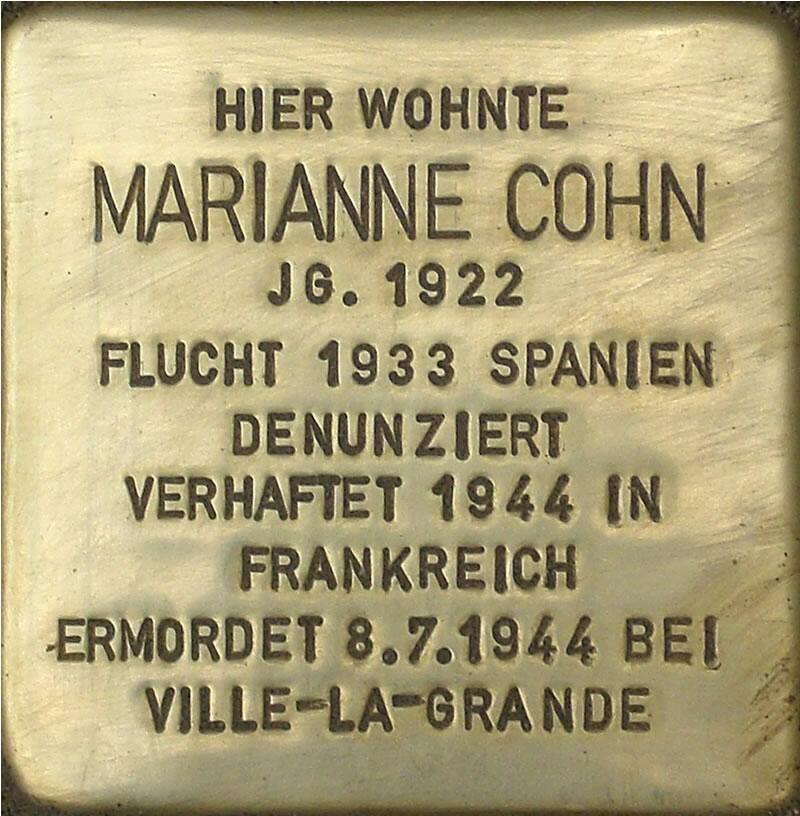 HIER WOHNTE
MARIANNE COHN
JG. 1922
FLUCHT 1933 SPANIEN
DENUNZIERT
VERHAFTET 1944 IN
FRANKREICH
ERMORDET 8.7.1944 BEI
VILLE-LA-GRANDE